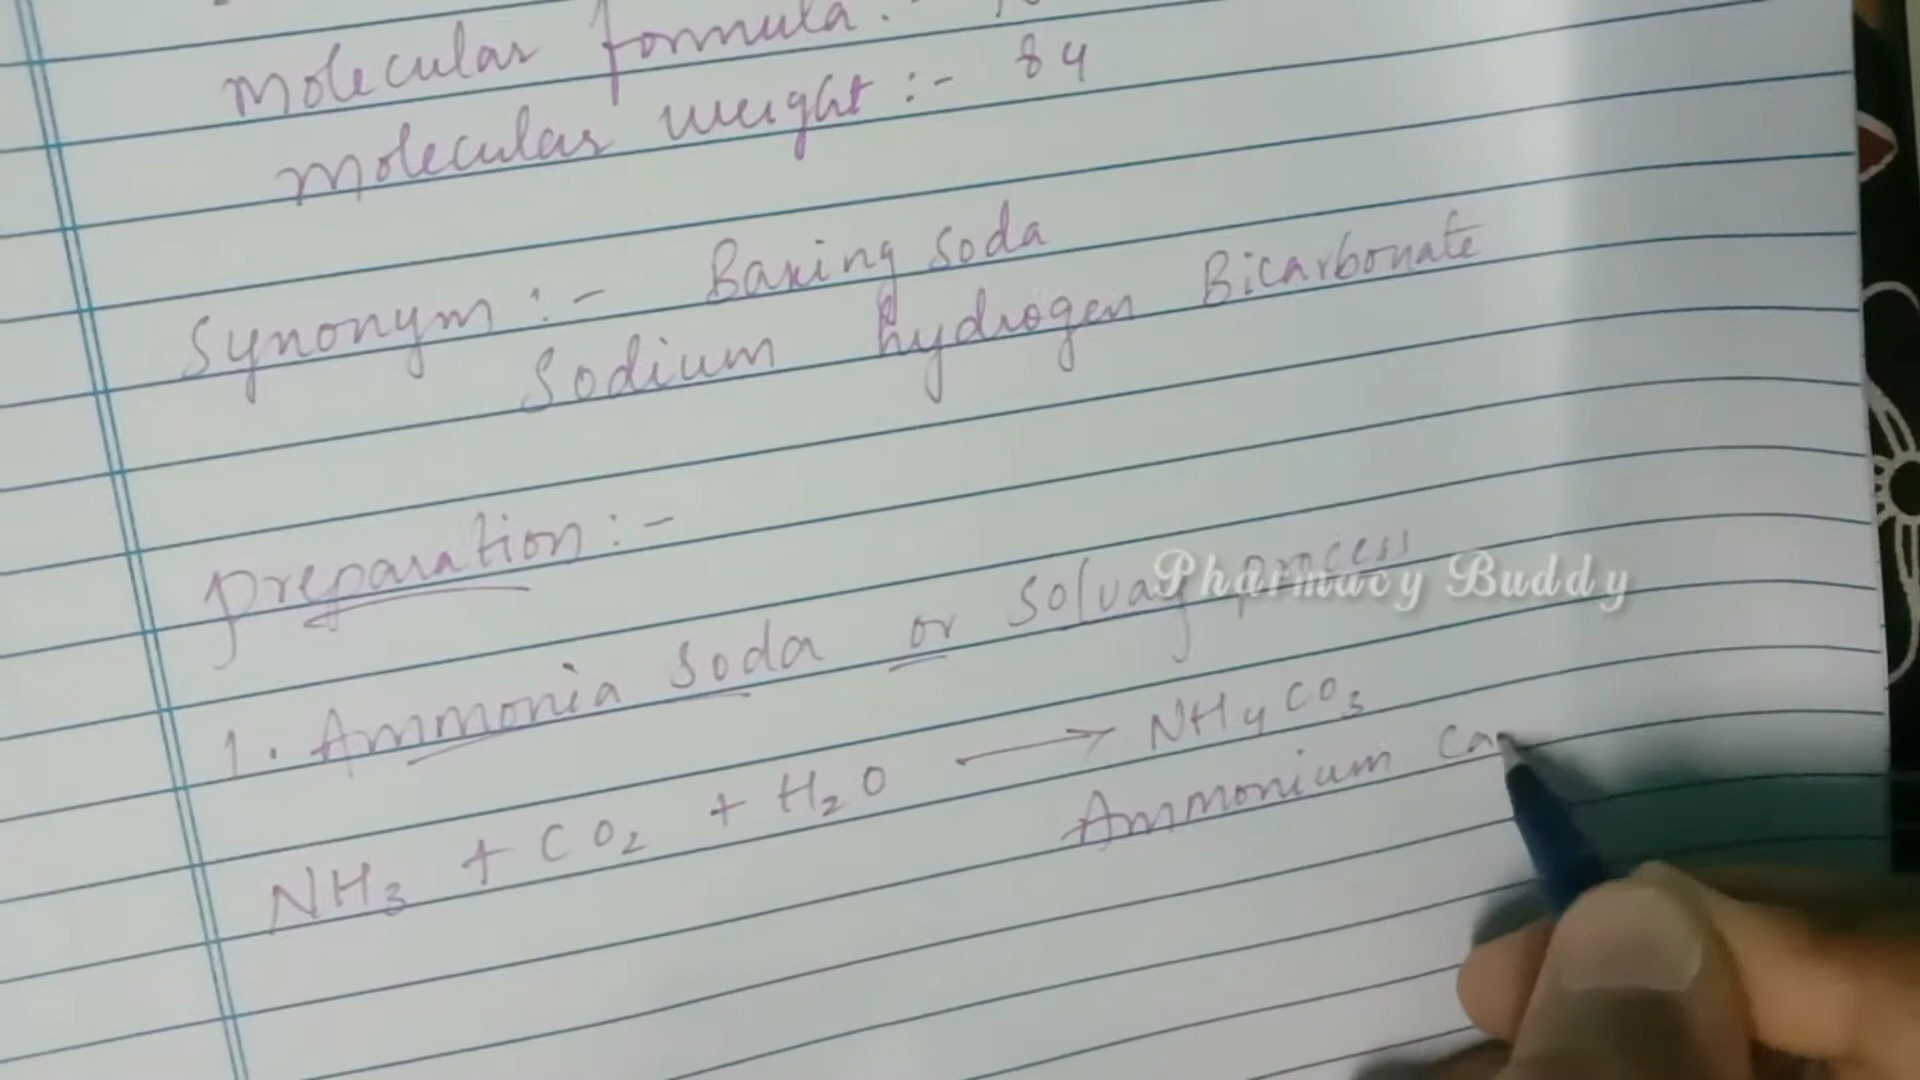 molecular formula :-
molecular weight :- 84
Synonym :- Baking soda
Sodium hydrogen Bicarbonate
preparation :-
1. Ammonia soda or solvay process
Pharmacy Buddy
NH3 + CO2 + H2O → NH4CO3
Ammonium Ca